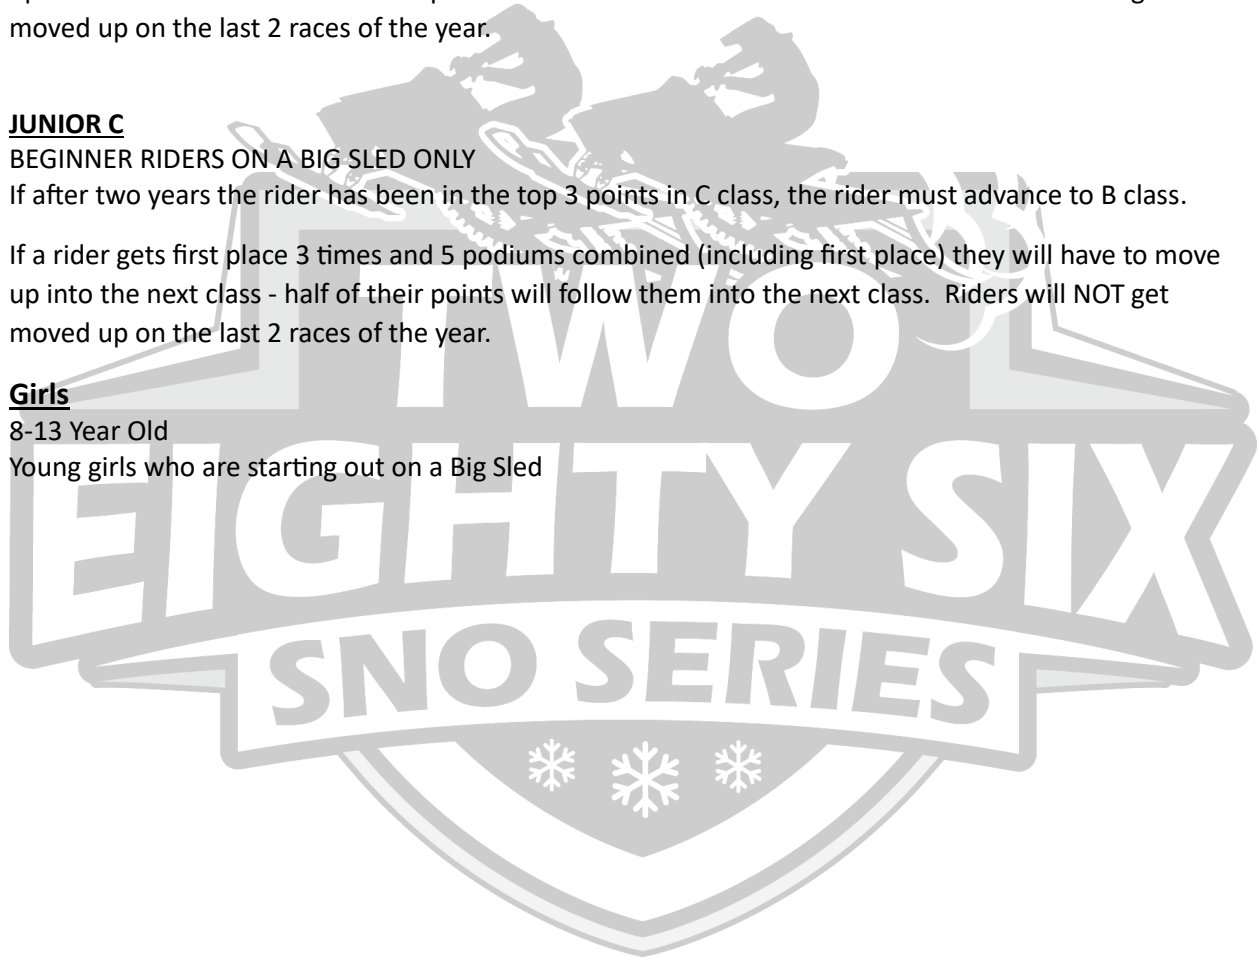 moved up on the last 2 races of the year.
JUNIOR C
BEGINNER RIDERS ON A BIG SLED ONLY
If after two years the rider has been in the top 3 points in C class, the rider must advance to B class.
If a rider gets first place 3 times and 5 podiums combined (including first place) they will have to move
up into the next class - half of their points will follow them into the next class.  Riders will NOT get
moved up on the last 2 races of the year.
Girls
8-13 Year Old
Young girls who are starting out on a Big Sled
TWO
EIGHTY SIX
SNO SERIES